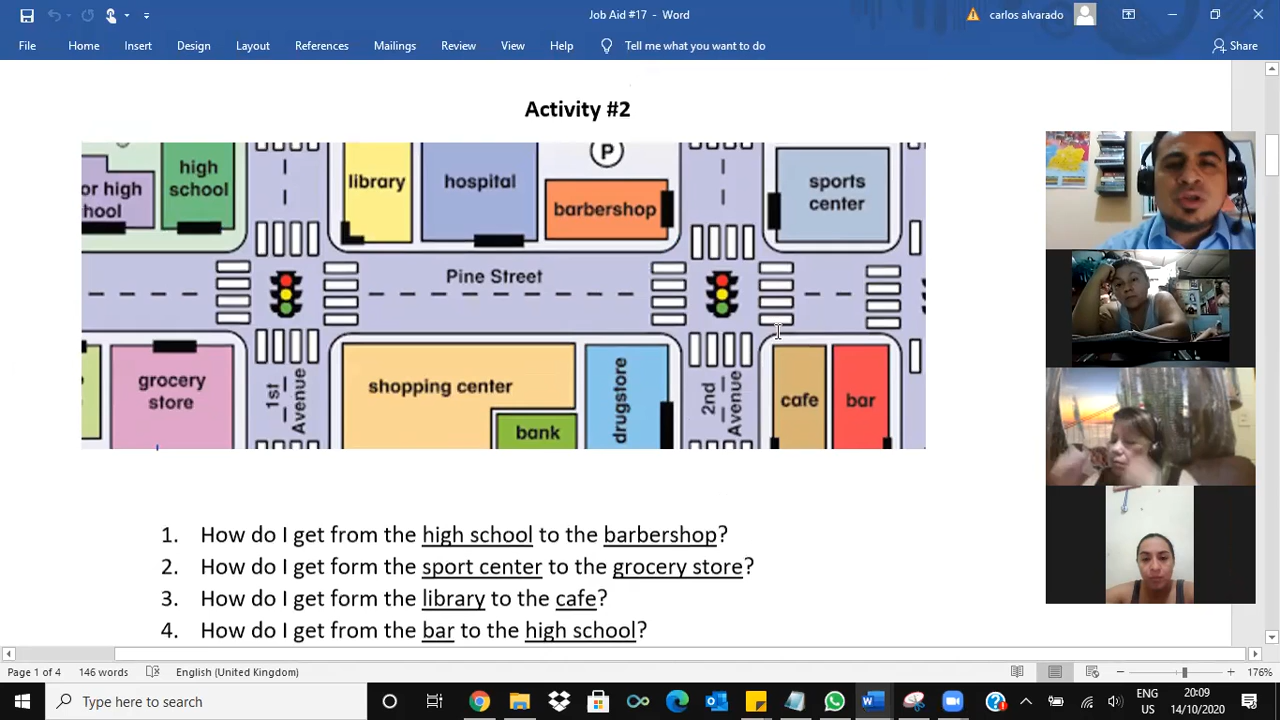 Job Aid #17 - Word
carlos alvarado
File Home Insert Design Layout References Mailings Review View Help Tell me what you want to do Share
Activity #2
P
high school
or high
hool
library
hospital
barbershop
sports center
Pine Street
grocery store
1st Avenue
shopping center
bank
drugstore
2nd Avenue
cafe
bar
1. How do I get from the high school to the barbershop?
2. How do I get form the sport center to the grocery store?
3. How do I get form the library to the cafe?
4. How do I get from the bar to the high school?
Page 1 of 4 146 words English (United Kingdom) 176%
Type here to search
ENG
US
20:09
14/10/2020